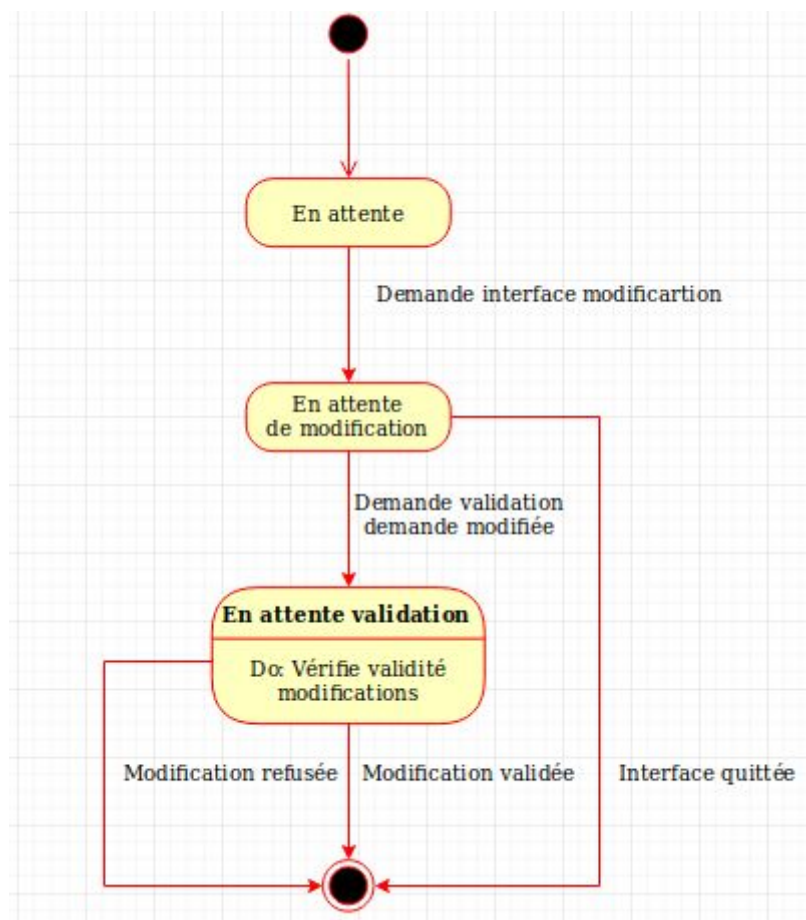 En attente
Demande interface modificartion
En attente
de modification
Demande validation
demande modifiée
En attente validation
Do: Vérifie validité
modifications
Modification refusée
Modification validée
Interface quittée